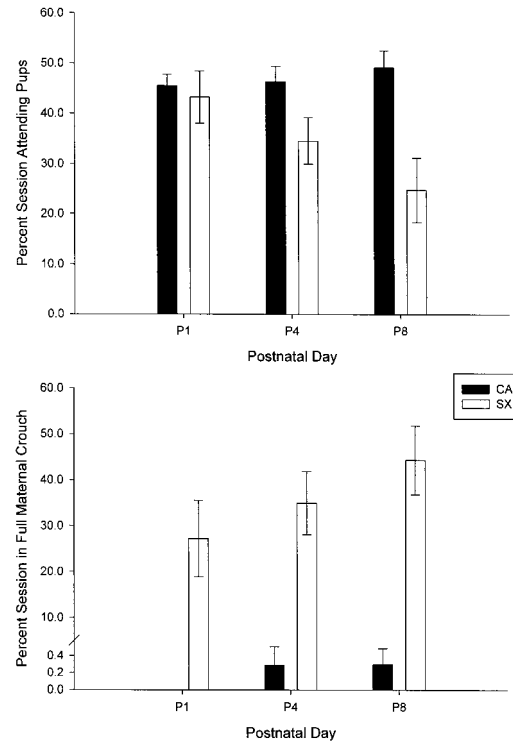 Percent Session Attending Pups
60.0
50.0
40.0
30.0
20.0
10.0
0.0
P1 P4 P8
Postnatal Day
CA
SX
Percent Session in Full Maternal Crouch
60.0
50.0
40.0
30.0
20.0
10.0
0.4
0.2
0.0
P1 P4 P8
Postnatal Day